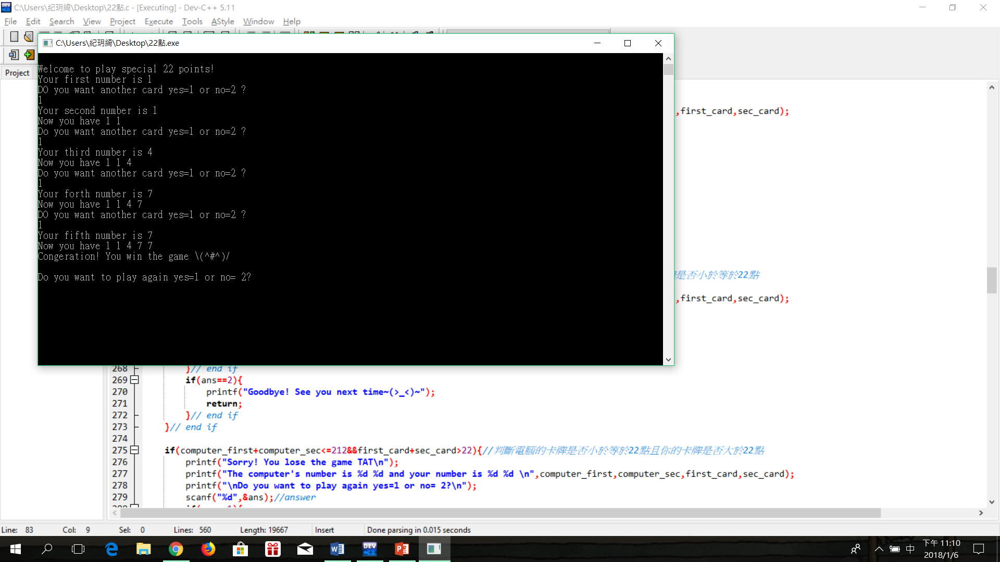 C:\Users\紀玥綺\Desktop\22點.c - [Executing] - Dev-C++ 5.11
File Edit Search View Project Execute Tools AStyle Window Help
C:\Users\紀玥綺\Desktop\22點.exe
Project
Welcome to play special 22 points!
Your first number is 1
DO you want another card yes=1 or no=2 ?
1
Your second number is 1
Now you have 1 1
Do you want another card yes=1 or no=2 ?
1
Your third number is 4
Now you have 1 1 4
Do you want another card yes=1 or no=2 ?
1
Your forth number is 7
Now you have 1 1 4 7
DO you want another card yes=1 or no=2 ?
1
Your fifth number is 7
Now you have 1 1 4 7 7
Congeration! You win the game \(^#^)/
Do you want to play again yes=1 or no= 2?
,first_card,sec_card);
是否小於等於22點
,first_card,sec_card);
268 }// end if
269 if(ans==2){
270 printf("Goodbye! See you next time~(>_<)~");
271 return;
272 }// end if
273 }// end if
274
275 if(computer_first+computer_sec<=212&&first_card+sec_card>22){//判斷電腦的卡牌是否小於等於22點且你的卡牌是否大於22點
276 printf("Sorry! You lose the game TAT\n");
277 printf("The computer's number is %d %d and your number is %d %d \n",computer_first,computer_sec,first_card,sec_card);
278 printf("\nDo you want to play again yes=1 or no= 2?\n");
279 scanf("%d",&ans);//answer
Line: 83 Col: 9 Sel: 0 Lines: 560 Length: 19667 Insert Done parsing in 0.015 seconds
中
下午 11:10
2018/1/6